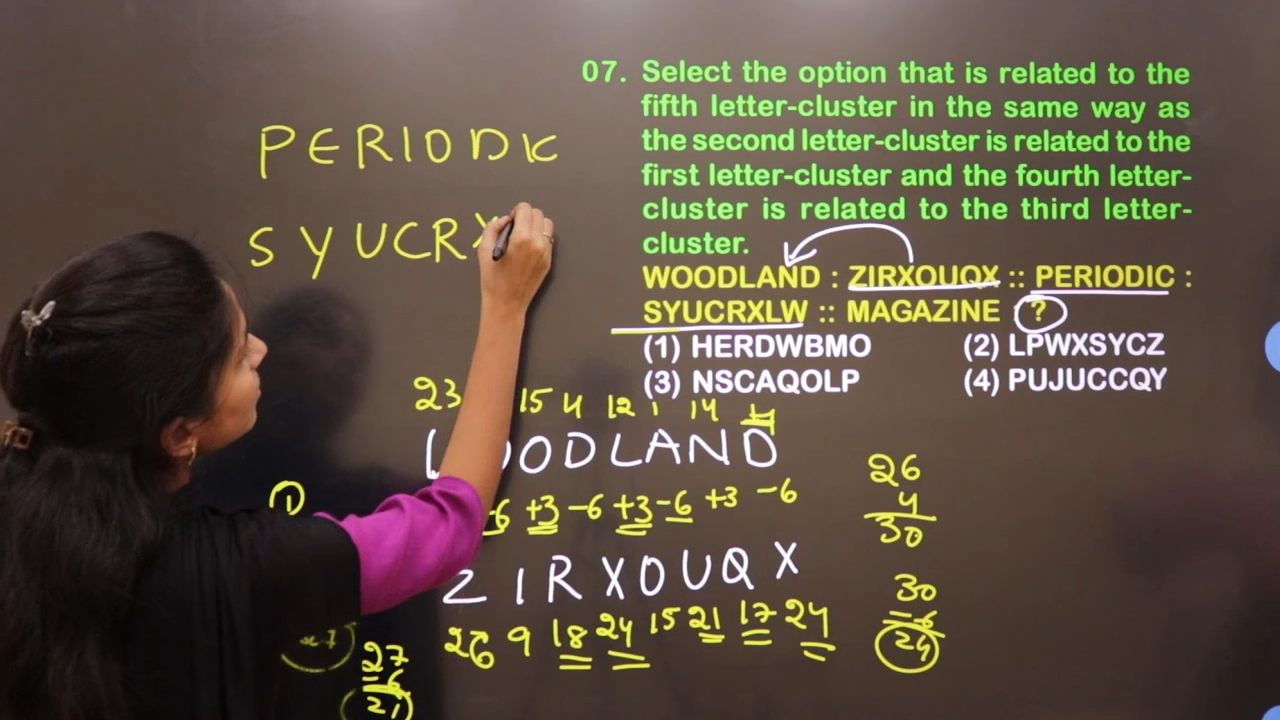 07. Select the option that is related to the
fifth letter-cluster in the same way as
the second letter-cluster is related to the
first letter-cluster and the fourth letter-
cluster is related to the third letter-
cluster.
WOODLAND : ZIRXOUQX :: PERIODIC :
SYUCRXLW :: MAGAZINE : ?
(1) HERDWBMO (2) LPWXSYCZ
(3) NSCAQOLP (4) PUJUCCQY
PERIODIC
SYUCRX
23 15 4 12 1 14
OODLAND
-6 +3 -6 +3 -6 +3 -6
ZIRXOUQX
26 9 18 24 15 21 17 24
26
4
30
30
-6
24
1
27
-6
21